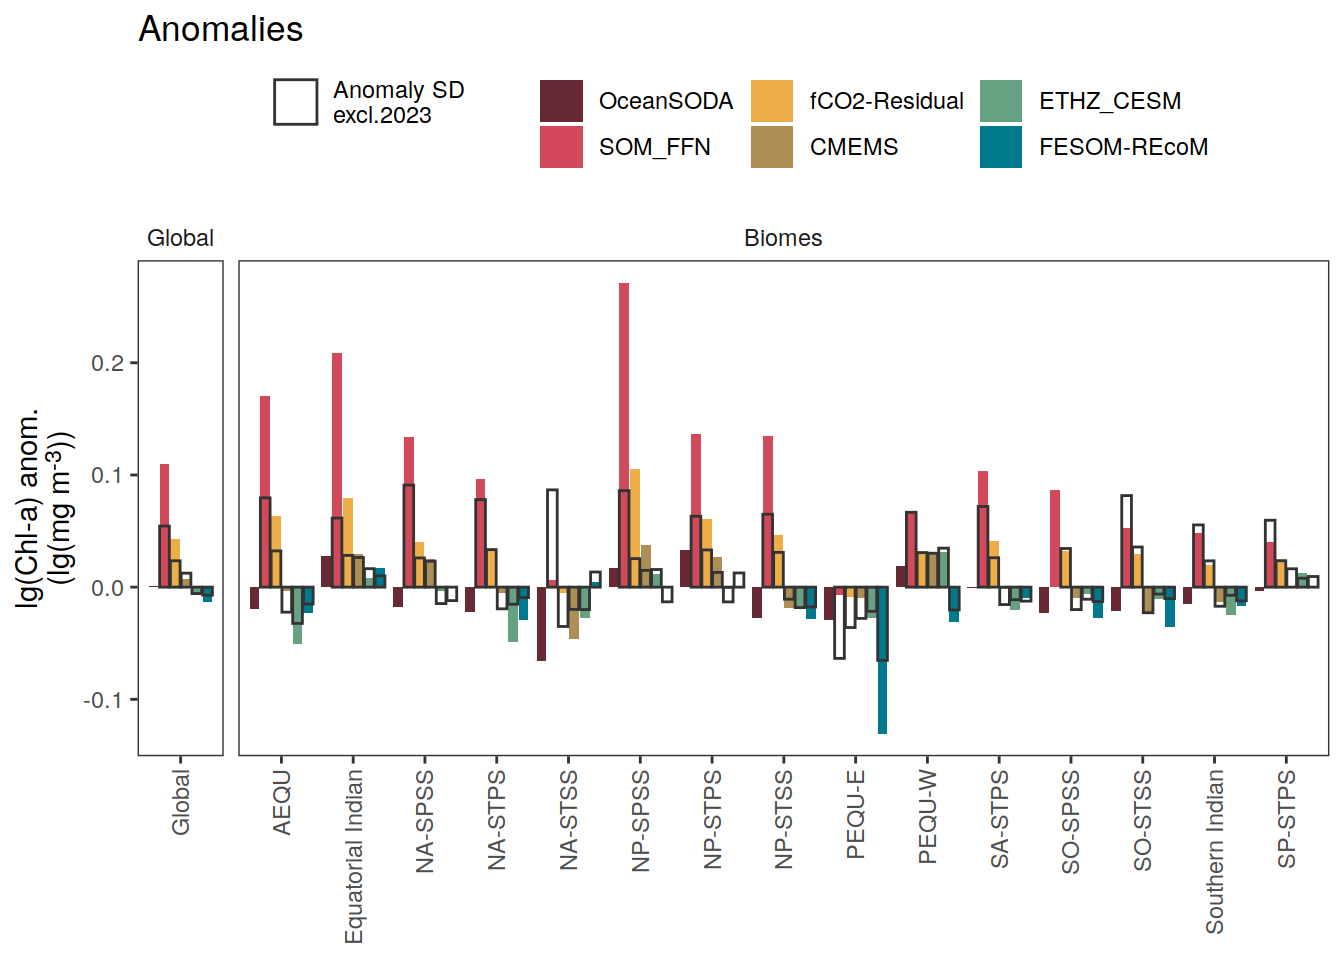 Anomalies
Anomaly SD
excl.2023
OceanSODA
fCO2-Residual
ETHZ_CESM
SOM_FFN
CMEMS
FESOM-REcoM
Global
Biomes
lg(Chl-a) anom.
(lg(mg m-3))
0.2
0.1
0.0
-0.1
Global
AEQU
Equatorial Indian
NA-SPSS
NA-STPS
NA-STSS
NP-SPSS
NP-STPS
NP-STSS
PEQU-E
PEQU-W
SA-STPS
SO-SPSS
SO-STSS
Southern Indian
SP-STPS